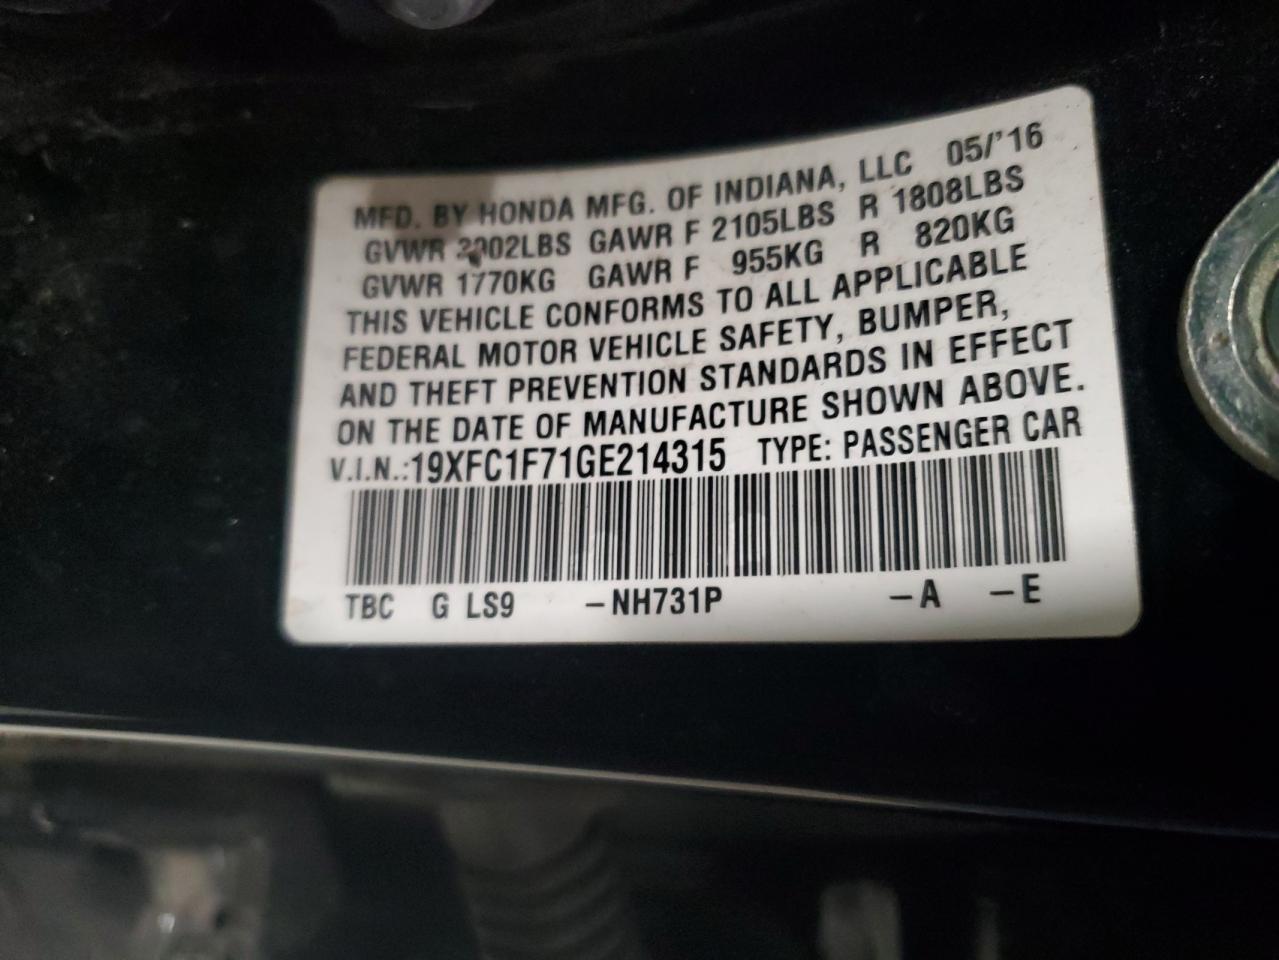 MFD. BY HONDA MFG. OF INDIANA, LLC 05/'16
GVWR GAWR F 2105LBS R 1808LBS
GVWR 1770KG GAWR F 955KG R 820KG
THIS VEHICLE CONFORMS TO ALL APPLICABLE
FEDERAL MOTOR VEHICLE SAFETY, BUMPER,
AND THEFT PREVENTION STANDARDS IN EFFECT
ON THE DATE OF MANUFACTURE SHOWN ABOVE.
V.I.N.:19XFC1F71GE214315 TYPE: PASSENGER CAR
TBC G LS9 -NH731P -A -E